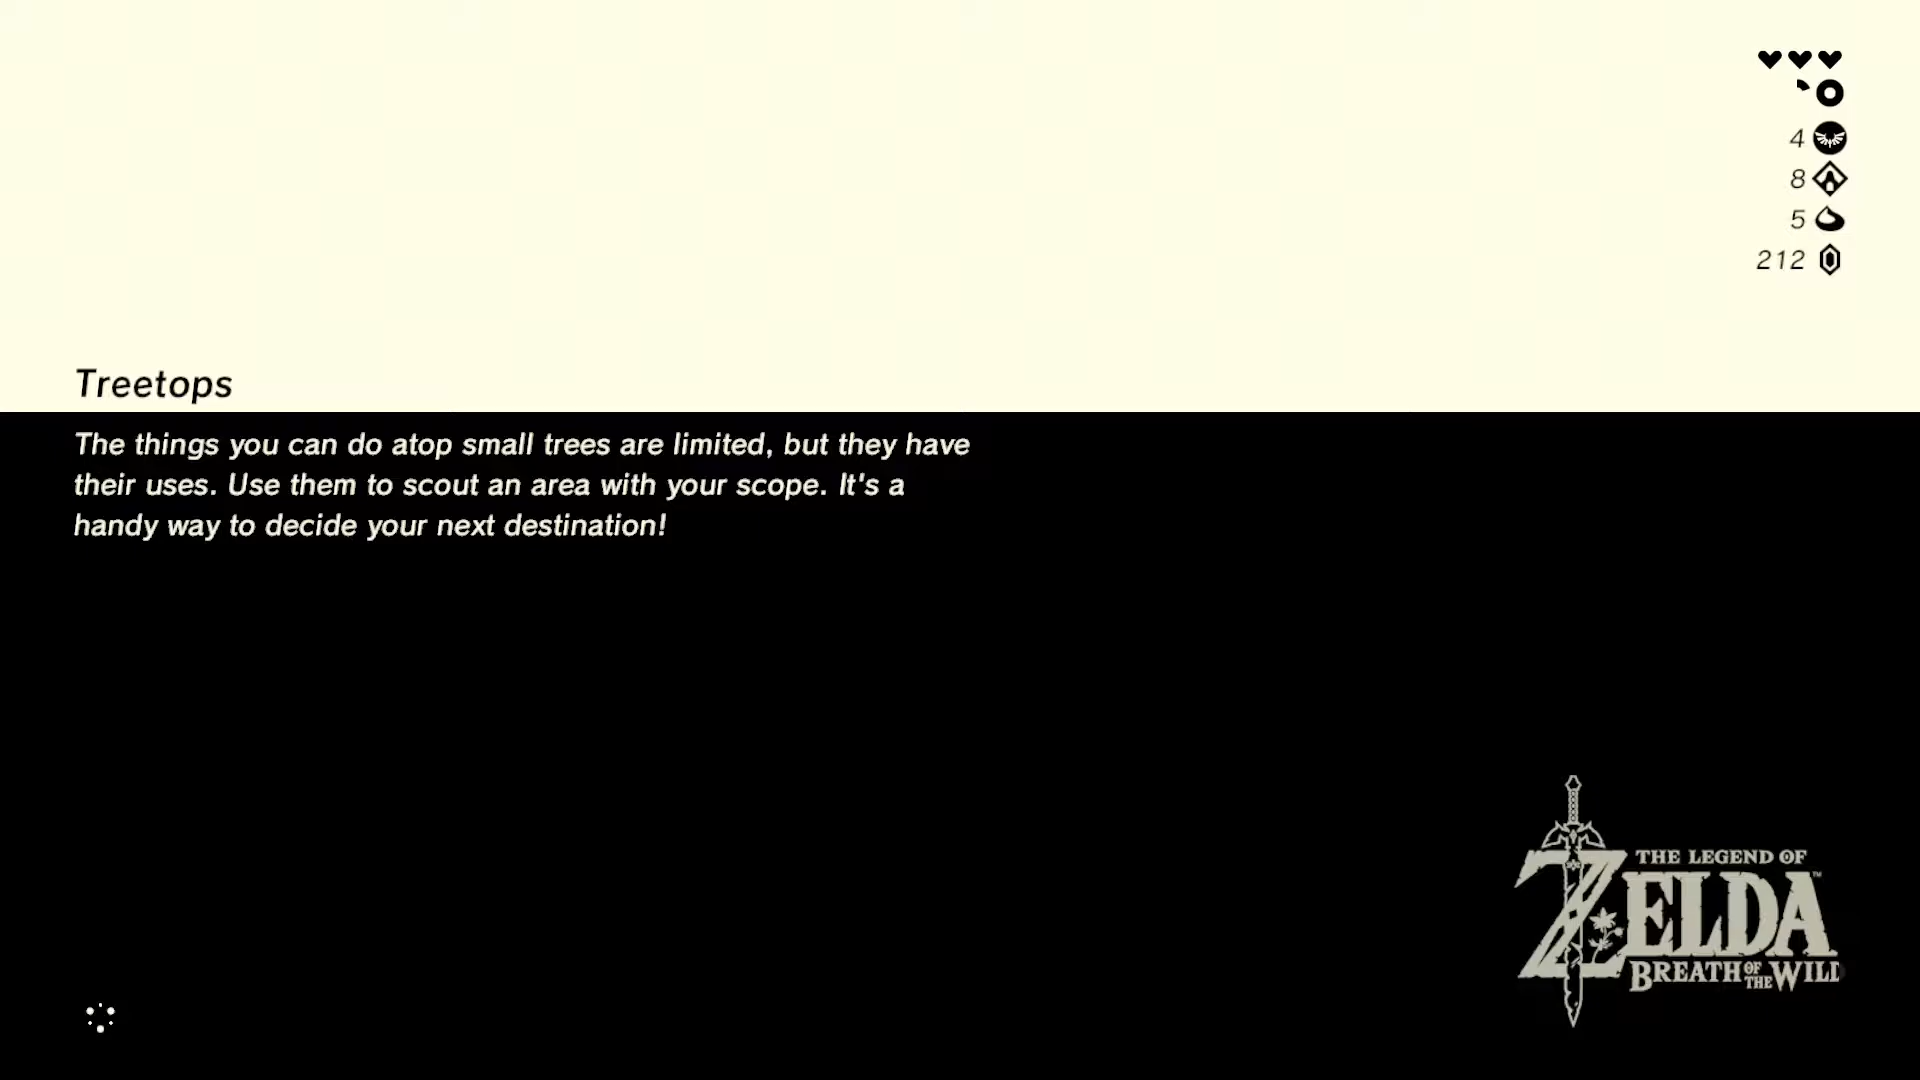 4
8
5
212
Treetops
The things you can do atop small trees are limited, but they have
their uses. Use them to scout an area with your scope. It's a
handy way to decide your next destination!
THE LEGEND OF
ZELDA™
BREATH OF THE WILD